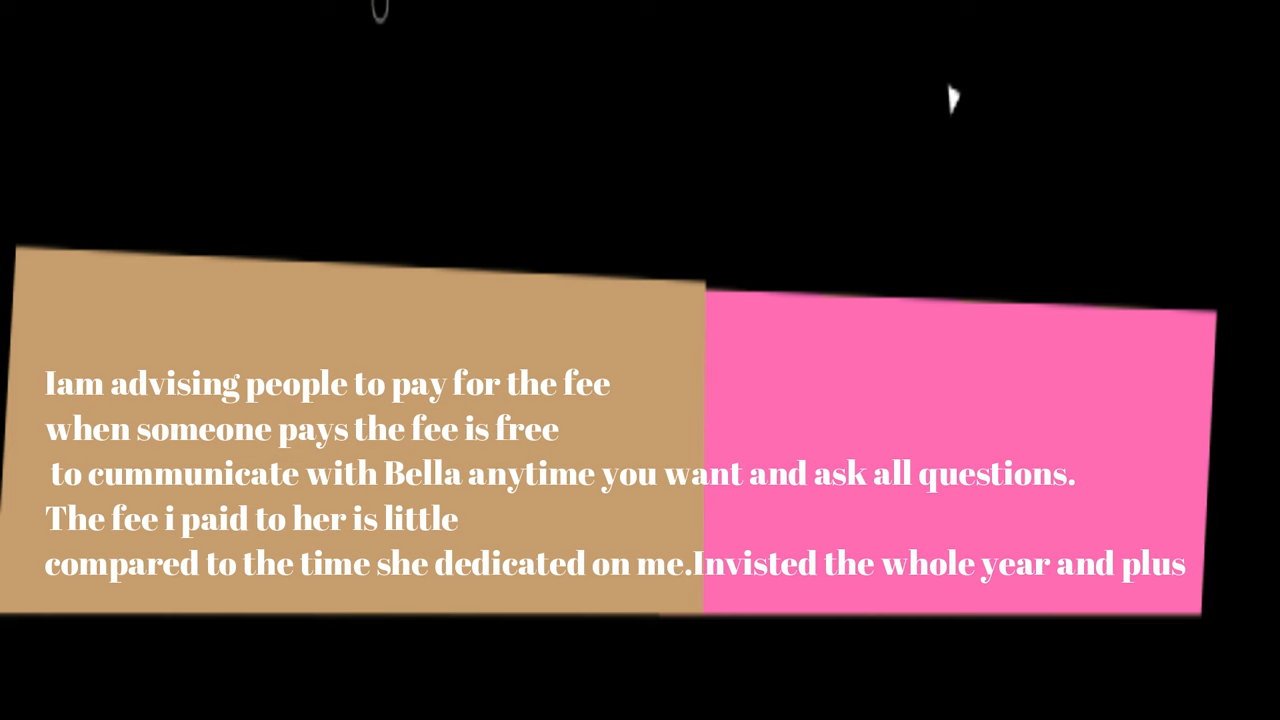 Iam advising people to pay for the fee
when someone pays the fee is free
to cummunicate with Bella anytime you want and ask all questions.
The fee i paid to her is little
compared to the time she dedicated on me.Invisted the whole year and plus